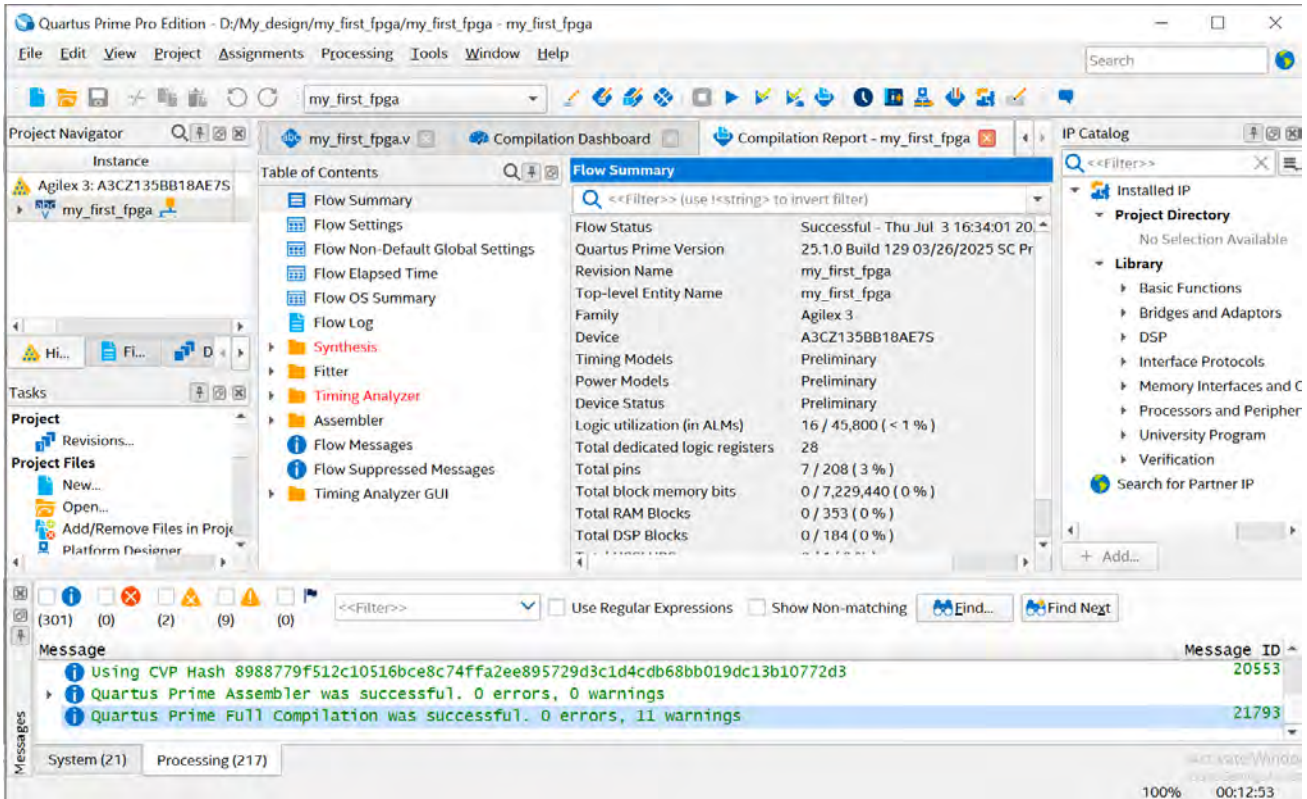 Quartus Prime Pro Edition - D:/My_design/my_first_fpga/my_first_fpga - my_first_fpga
File Edit View Project Assignments Processing Tools Window Help
Search
my_first_fpga
Project Navigator
Instance
Agilex 3: A3CZ135BB18AE7S
my_first_fpga
Hi... Fi... D
Tasks
Project
Revisions...
Project Files
New...
Open...
Add/Remove Files in Proje
Platform Designer
my_first_fpga.v
Compilation Dashboard
Compilation Report - my_first_fpga
Table of Contents
Flow Summary
Flow Settings
Flow Non-Default Global Settings
Flow Elapsed Time
Flow OS Summary
Flow Log
Synthesis
Fitter
Timing Analyzer
Assembler
Flow Messages
Flow Suppressed Messages
Timing Analyzer GUI
Flow Summary
<<Filter>> (use !<string> to invert filter)
Flow Status Successful - Thu Jul 3 16:34:01 20
Quartus Prime Version 25.1.0 Build 129 03/26/2025 SC Pr
Revision Name my_first_fpga
Top-level Entity Name my_first_fpga
Family Agilex 3
Device A3CZ135BB18AE7S
Timing Models Preliminary
Power Models Preliminary
Device Status Preliminary
Logic utilization (in ALMs) 16 / 45,800 ( < 1 % )
Total dedicated logic registers 28
Total pins 7 / 208 ( 3 % )
Total block memory bits 0 / 7,229,440 ( 0 % )
Total RAM Blocks 0 / 353 ( 0 % )
Total DSP Blocks 0 / 184 ( 0 % )
IP Catalog
<<Filter>>
Installed IP
Project Directory
No Selection Available
Library
Basic Functions
Bridges and Adaptors
DSP
Interface Protocols
Memory Interfaces and C
Processors and Peripher
University Program
Verification
Search for Partner IP
+ Add...
(301) (0) (2) (9) (0)
<<Filter>>
Use Regular Expressions
Show Non-matching
Find...
Find Next
Message Message ID
Using CVP Hash 8988779f512c10516bce8c74ffa2ee895729d3c1d4cdb68bb019dc13b10772d3 20553
Quartus Prime Assembler was successful. 0 errors, 0 warnings
Quartus Prime Full Compilation was successful. 0 errors, 11 warnings 21793
Messages
System (21) Processing (217)
100% 00:12:53